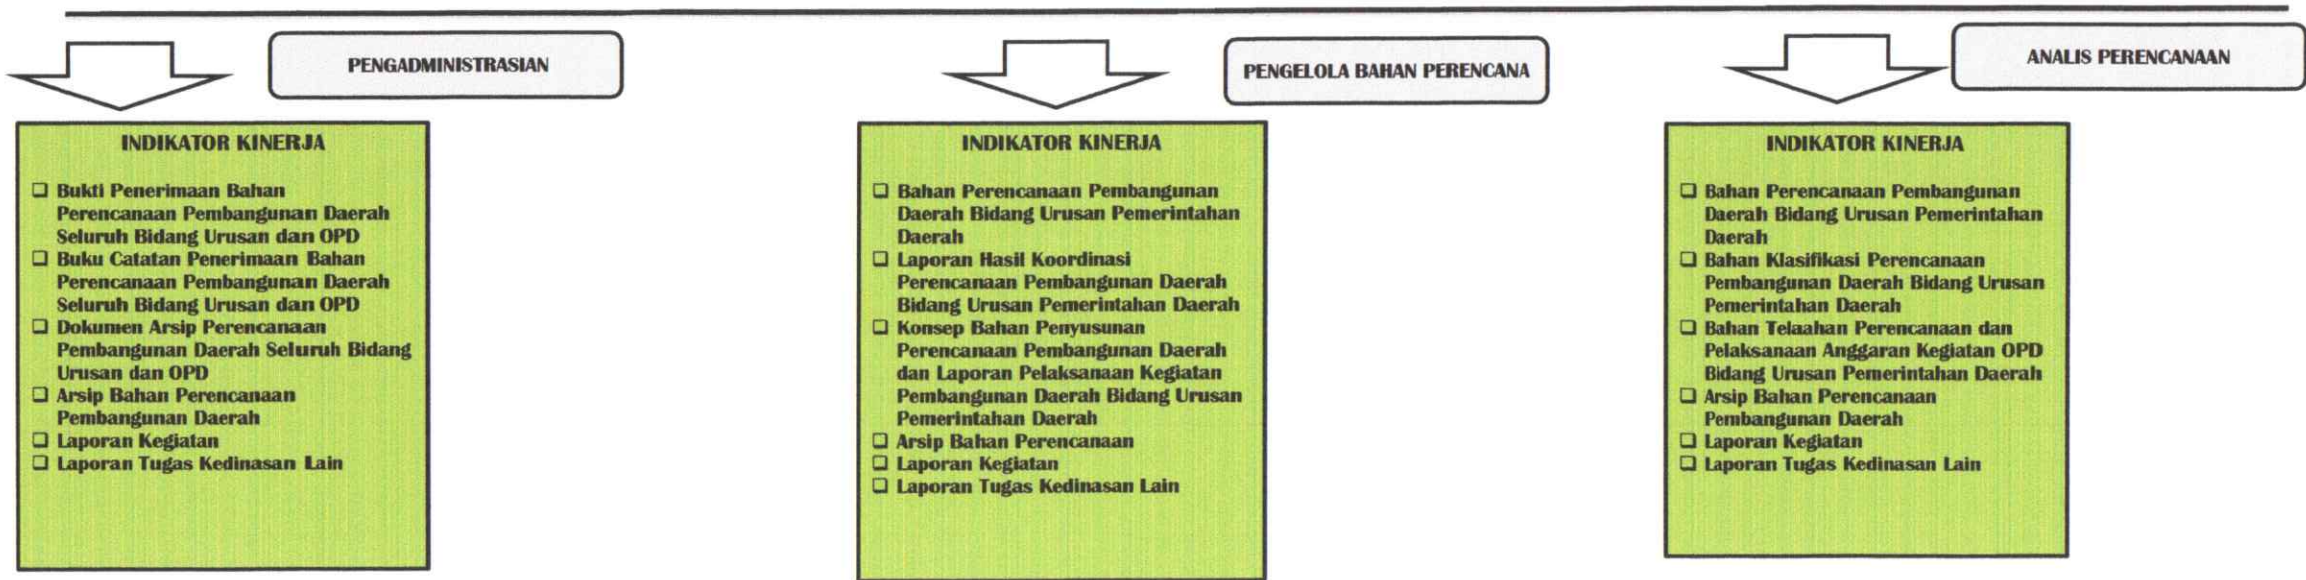 PENGADMINISTRASIAN
INDIKATOR KINERJA
❑ Bukti Penerimaan Bahan
Perencanaan Pembangunan Daerah
Seluruh Bidang Urusan dan OPD
❑ Buku Catatan Penerimaan Bahan
Perencanaan Pembangunan Daerah
Seluruh Bidang Urusan dan OPD
❑ Dokumen Arsip Perencanaan
Pembangunan Daerah Seluruh Bidang
Urusan dan OPD
❑ Arsip Bahan Perencanaan
Pembangunan Daerah
❑ Laporan Kegiatan
❑ Laporan Tugas Kedinasan Lain
PENGELOLA BAHAN PERENCANA
INDIKATOR KINERJA
❑ Bahan Perencanaan Pembangunan
Daerah Bidang Urusan Pemerintahan
Daerah
❑ Laporan Hasil Koordinasi
Perencanaan Pembangunan Daerah
Bidang Urusan Pemerintahan Daerah
❑ Konsep Bahan Penyusunan
Perencanaan Pembangunan Daerah
dan Laporan Pelaksanaan Kegiatan
Pembangunan Daerah Bidang Urusan
Pemerintahan Daerah
❑ Arsip Bahan Perencanaan
❑ Laporan Kegiatan
❑ Laporan Tugas Kedinasan Lain
ANALIS PERENCANAAN
INDIKATOR KINERJA
❑ Bahan Perencanaan Pembangunan
Daerah Bidang Urusan Pemerintahan
Daerah
❑ Bahan Klasifikasi Perencanaan
Pembangunan Daerah Bidang Urusan
Pemerintahan Daerah
❑ Bahan Telaahan Perencanaan dan
Pelaksanaan Anggaran Kegiatan OPD
Bidang Urusan Pemerintahan Daerah
❑ Arsip Bahan Perencanaan
Pembangunan Daerah
❑ Laporan Kegiatan
❑ Laporan Tugas Kedinasan Lain